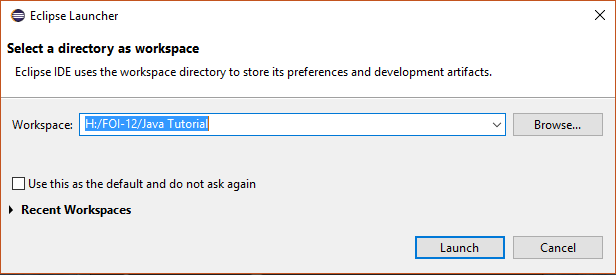 Eclipse Launcher
Select a directory as workspace
Eclipse IDE uses the workspace directory to store its preferences and development artifacts.
Workspace: H:/FOI-12/Java Tutorial Browse...
Use this as the default and do not ask again
Recent Workspaces
Launch Cancel